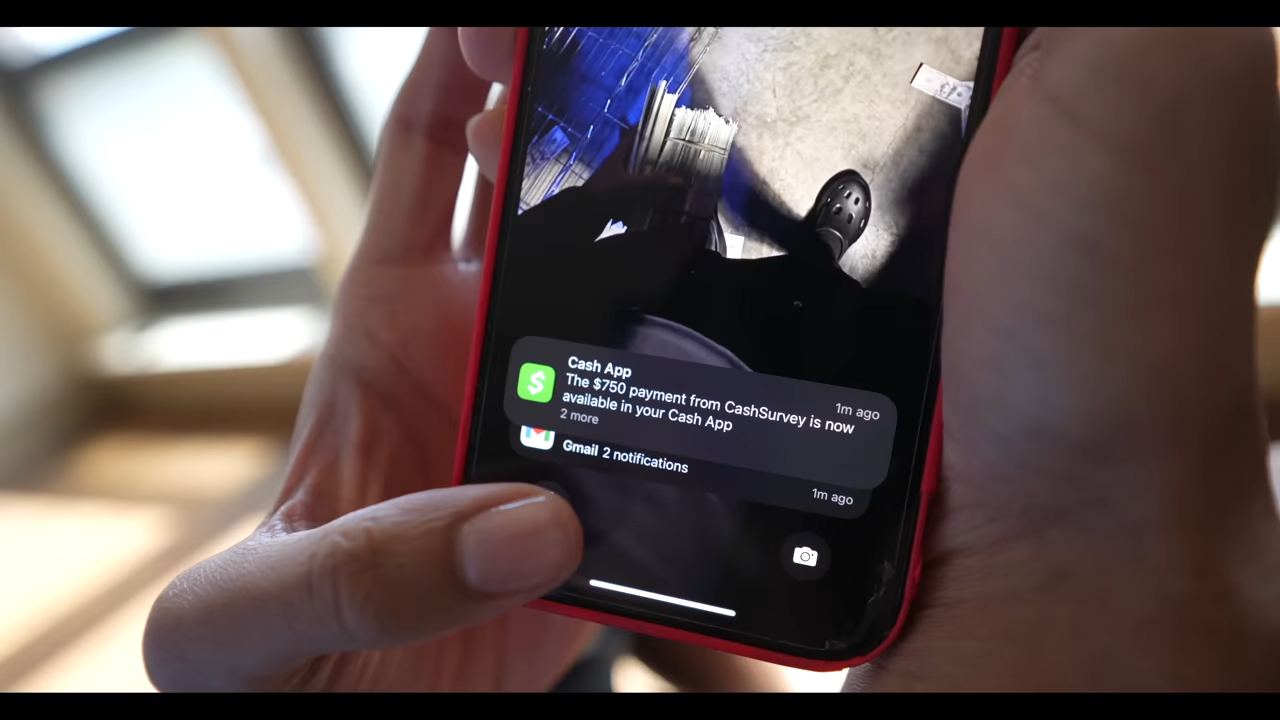 Cash App
1m ago
The $750 payment from CashSurvey is now
available in your Cash App
2 more
Gmail 2 notifications
1m ago